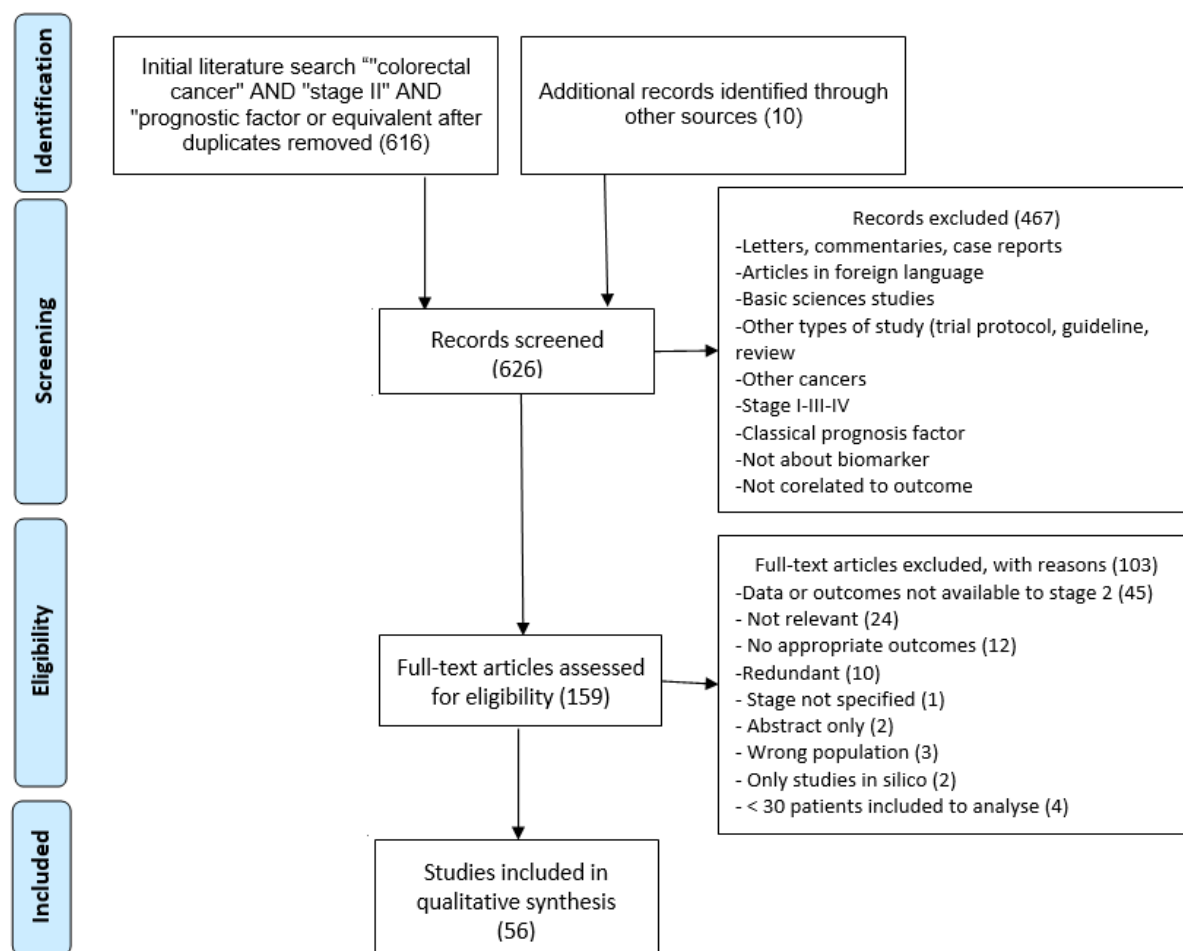 Identification
Initial literature search “"colorectal
cancer" AND "stage II" AND
"prognostic factor or equivalent after
duplicates removed (616)
Additional records identified through
other sources (10)
Screening
Records screened
(626)
Records excluded (467)
-Letters, commentaries, case reports
-Articles in foreign language
-Basic sciences studies
-Other types of study (trial protocol, guideline,
review
-Other cancers
-Stage I-III-IV
-Classical prognosis factor
-Not about biomarker
-Not corelated to outcome
Eligibility
Full-text articles assessed
for eligibility (159)
Full-text articles excluded, with reasons (103)
-Data or outcomes not available to stage 2 (45)
- Not relevant (24)
- No appropriate outcomes (12)
-Redundant (10)
- Stage not specified (1)
- Abstract only (2)
- Wrong population (3)
- Only studies in silico (2)
- < 30 patients included to analyse (4)
Included
Studies included in
qualitative synthesis
(56)